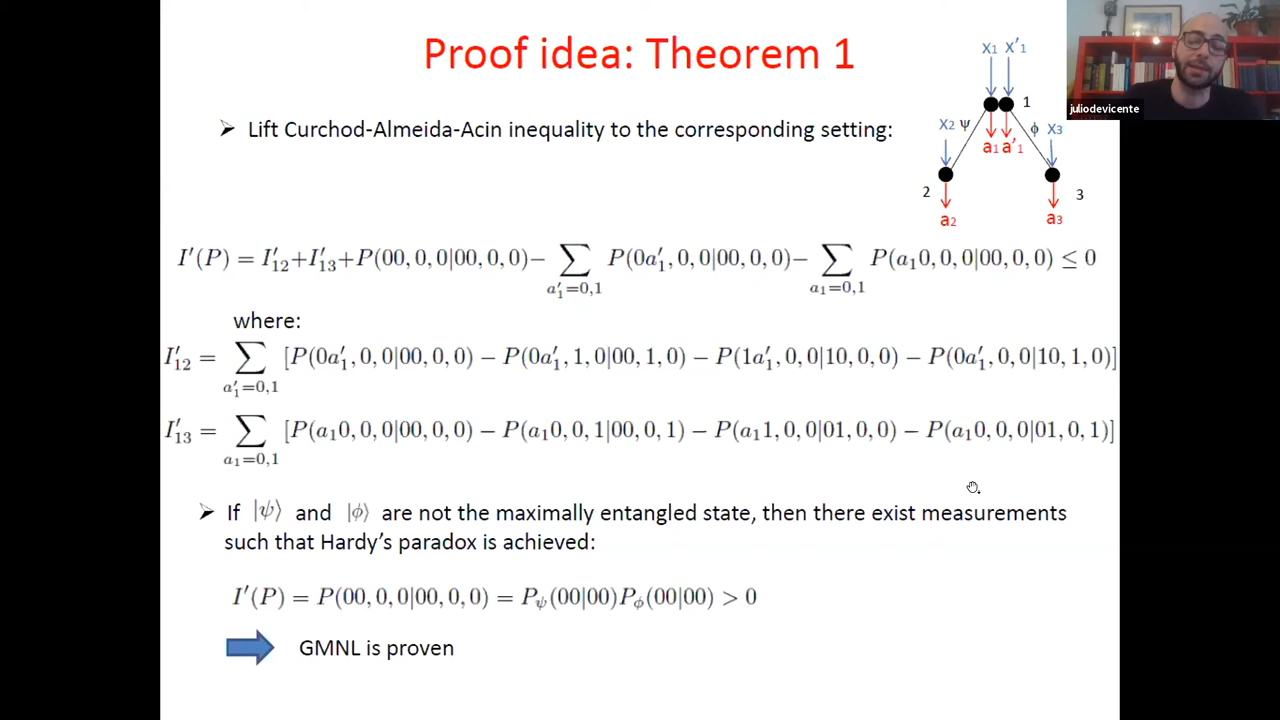 Proof idea: Theorem 1
X1 X'1
1
juliodevicente
➢ Lift Curchod-Almeida-Acin inequality to the corresponding setting:
X2 ψ ϕ X3
a1 a'1
2 3
a2 a3
I'(P) = I'₁₂+I'₁₃+P(00,0,0|00,0,0)− ∑_{a'₁=0,1} P(0a'₁,0,0|00,0,0)− ∑_{a₁=0,1} P(a₁0,0,0|00,0,0) ≤ 0
where:
I'₁₂ = ∑_{a'₁=0,1} [P(0a'₁,0,0|00,0,0) − P(0a'₁,1,0|00,1,0) − P(1a'₁,0,0|10,0,0) − P(0a'₁,0,0|10,1,0)]
I'₁₃ = ∑_{a₁=0,1} [P(a₁0,0,0|00,0,0) − P(a₁0,0,1|00,0,1) − P(a₁1,0,0|01,0,0) − P(a₁0,0,0|01,0,1)]
➢ If |ψ⟩ and |ϕ⟩ are not the maximally entangled state, then there exist measurements
such that Hardy's paradox is achieved:
I'(P) = P(00,0,0|00,0,0) = P_ψ(00|00)P_ϕ(00|00) > 0
GMNL is proven